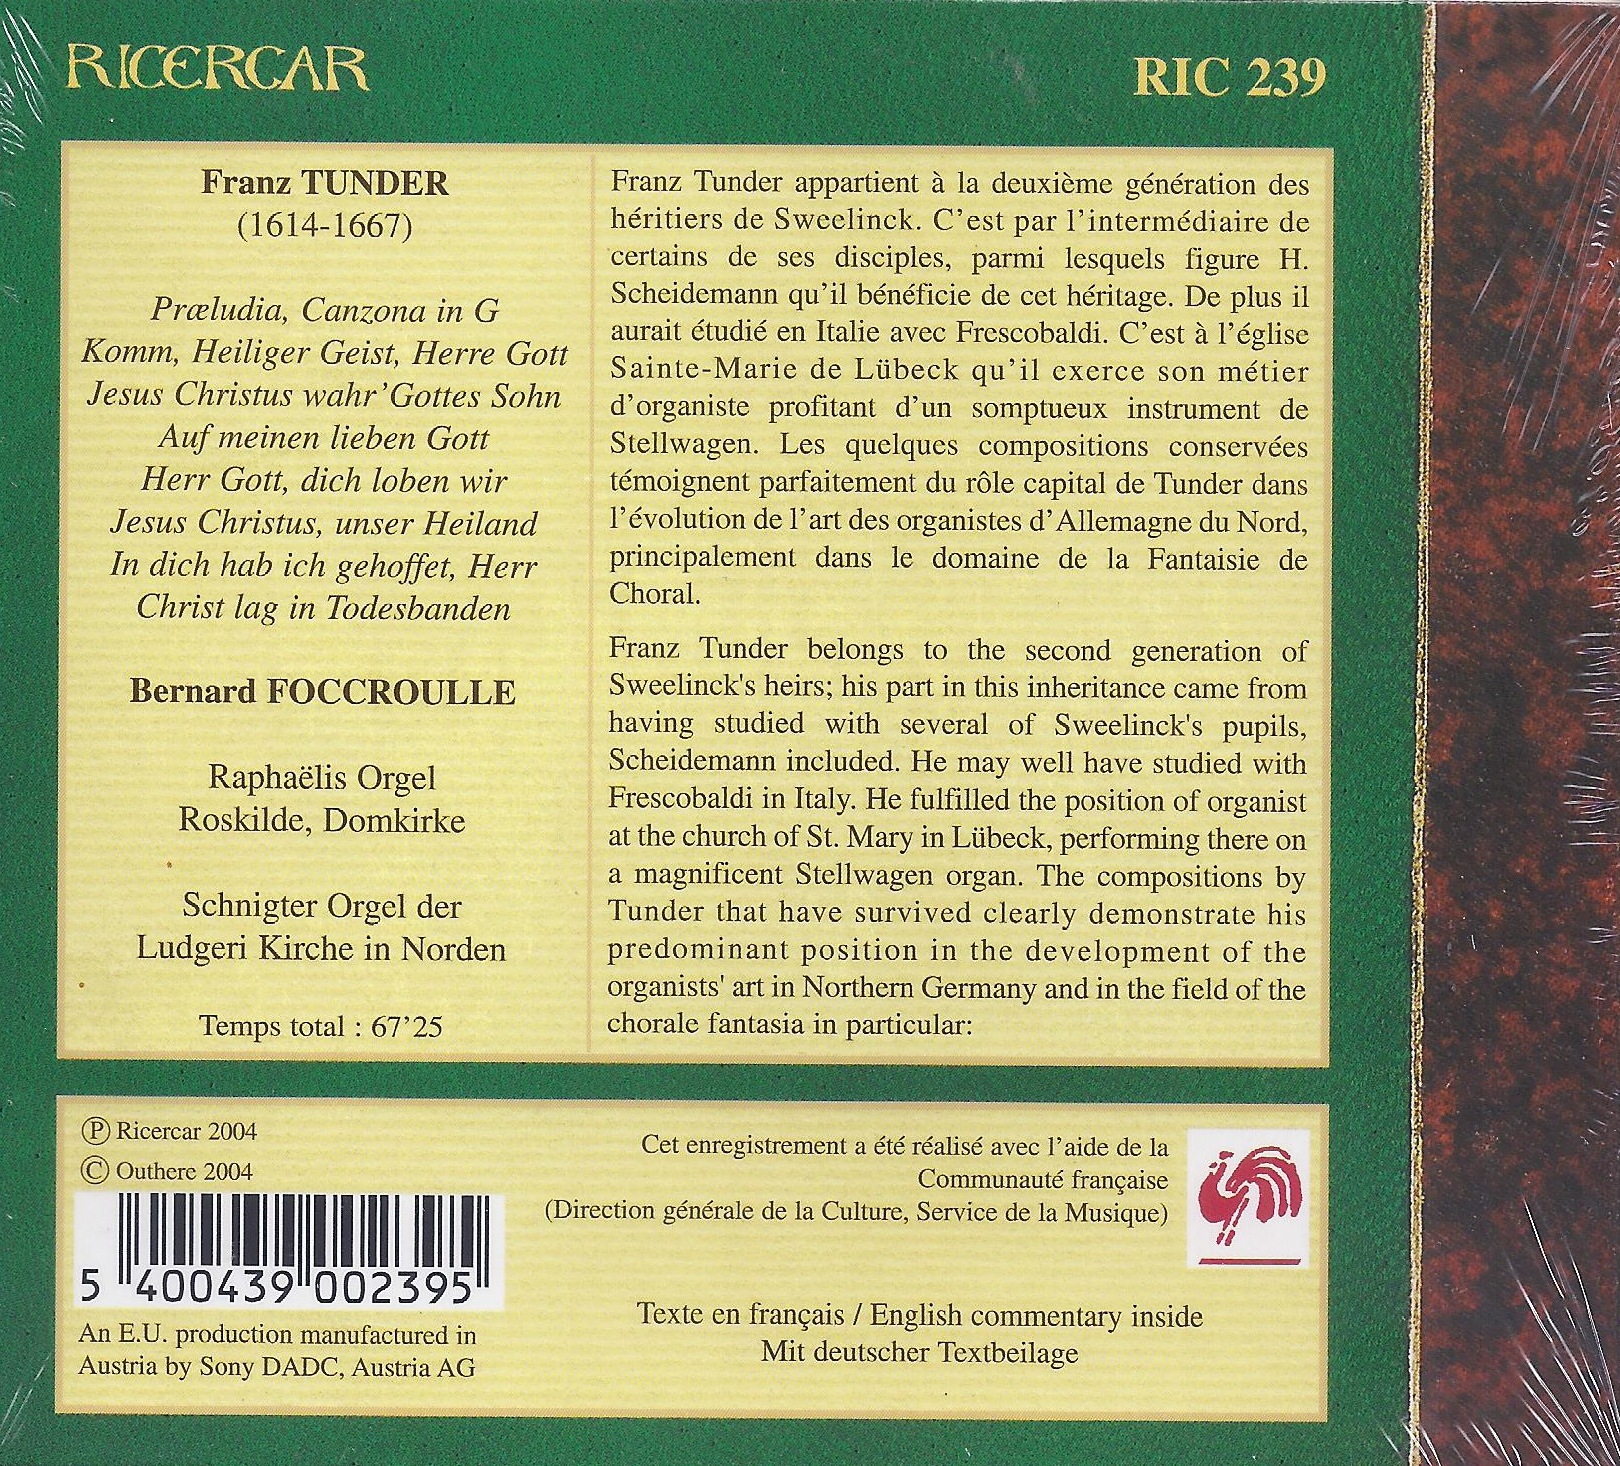 RICERCAR
RIC 239
Franz TUNDER
(1614-1667)
Præludia, Canzona in G
Komm, Heiliger Geist, Herre Gott
Jesus Christus wahr'Gottes Sohn
Auf meinen lieben Gott
Herr Gott, dich loben wir
Jesus Christus, unser Heiland
In dich hab ich gehoffet, Herr
Christ lag in Todesbanden
Bernard FOCCROULLE
Raphaëlis Orgel
Roskilde, Domkirke
Schnigter Orgel der
Ludgeri Kirche in Norden
Temps total : 67'25
Franz Tunder appartient à la deuxième génération des
héritiers de Sweelinck. C'est par l'intermédiaire de
certains de ses disciples, parmi lesquels figure H.
Scheidemann qu'il bénéficie de cet héritage. De plus il
aurait étudié en Italie avec Frescobaldi. C'est à l'église
Sainte-Marie de Lübeck qu'il exerce son métier
d'organiste profitant d'un somptueux instrument de
Stellwagen. Les quelques compositions conservées
témoignent parfaitement du rôle capital de Tunder dans
l'évolution de l'art des organistes d'Allemagne du Nord,
principalement dans le domaine de la Fantaisie de
Choral.
Franz Tunder belongs to the second generation of
Sweelinck's heirs; his part in this inheritance came from
having studied with several of Sweelinck's pupils,
Scheidemann included. He may well have studied with
Frescobaldi in Italy. He fulfilled the position of organist
at the church of St. Mary in Lübeck, performing there on
a magnificent Stellwagen organ. The compositions by
Tunder that have survived clearly demonstrate his
predominant position in the development of the
organists' art in Northern Germany and in the field of the
chorale fantasia in particular:
Ⓟ Ricercar 2004
© Outhere 2004
5 400439 002395
An E.U. production manufactured in
Austria by Sony DADC, Austria AG
Cet enregistrement a été réalisé avec l'aide de la
Communauté française
(Direction générale de la Culture, Service de la Musique)
Texte en français / English commentary inside
Mit deutscher Textbeilage